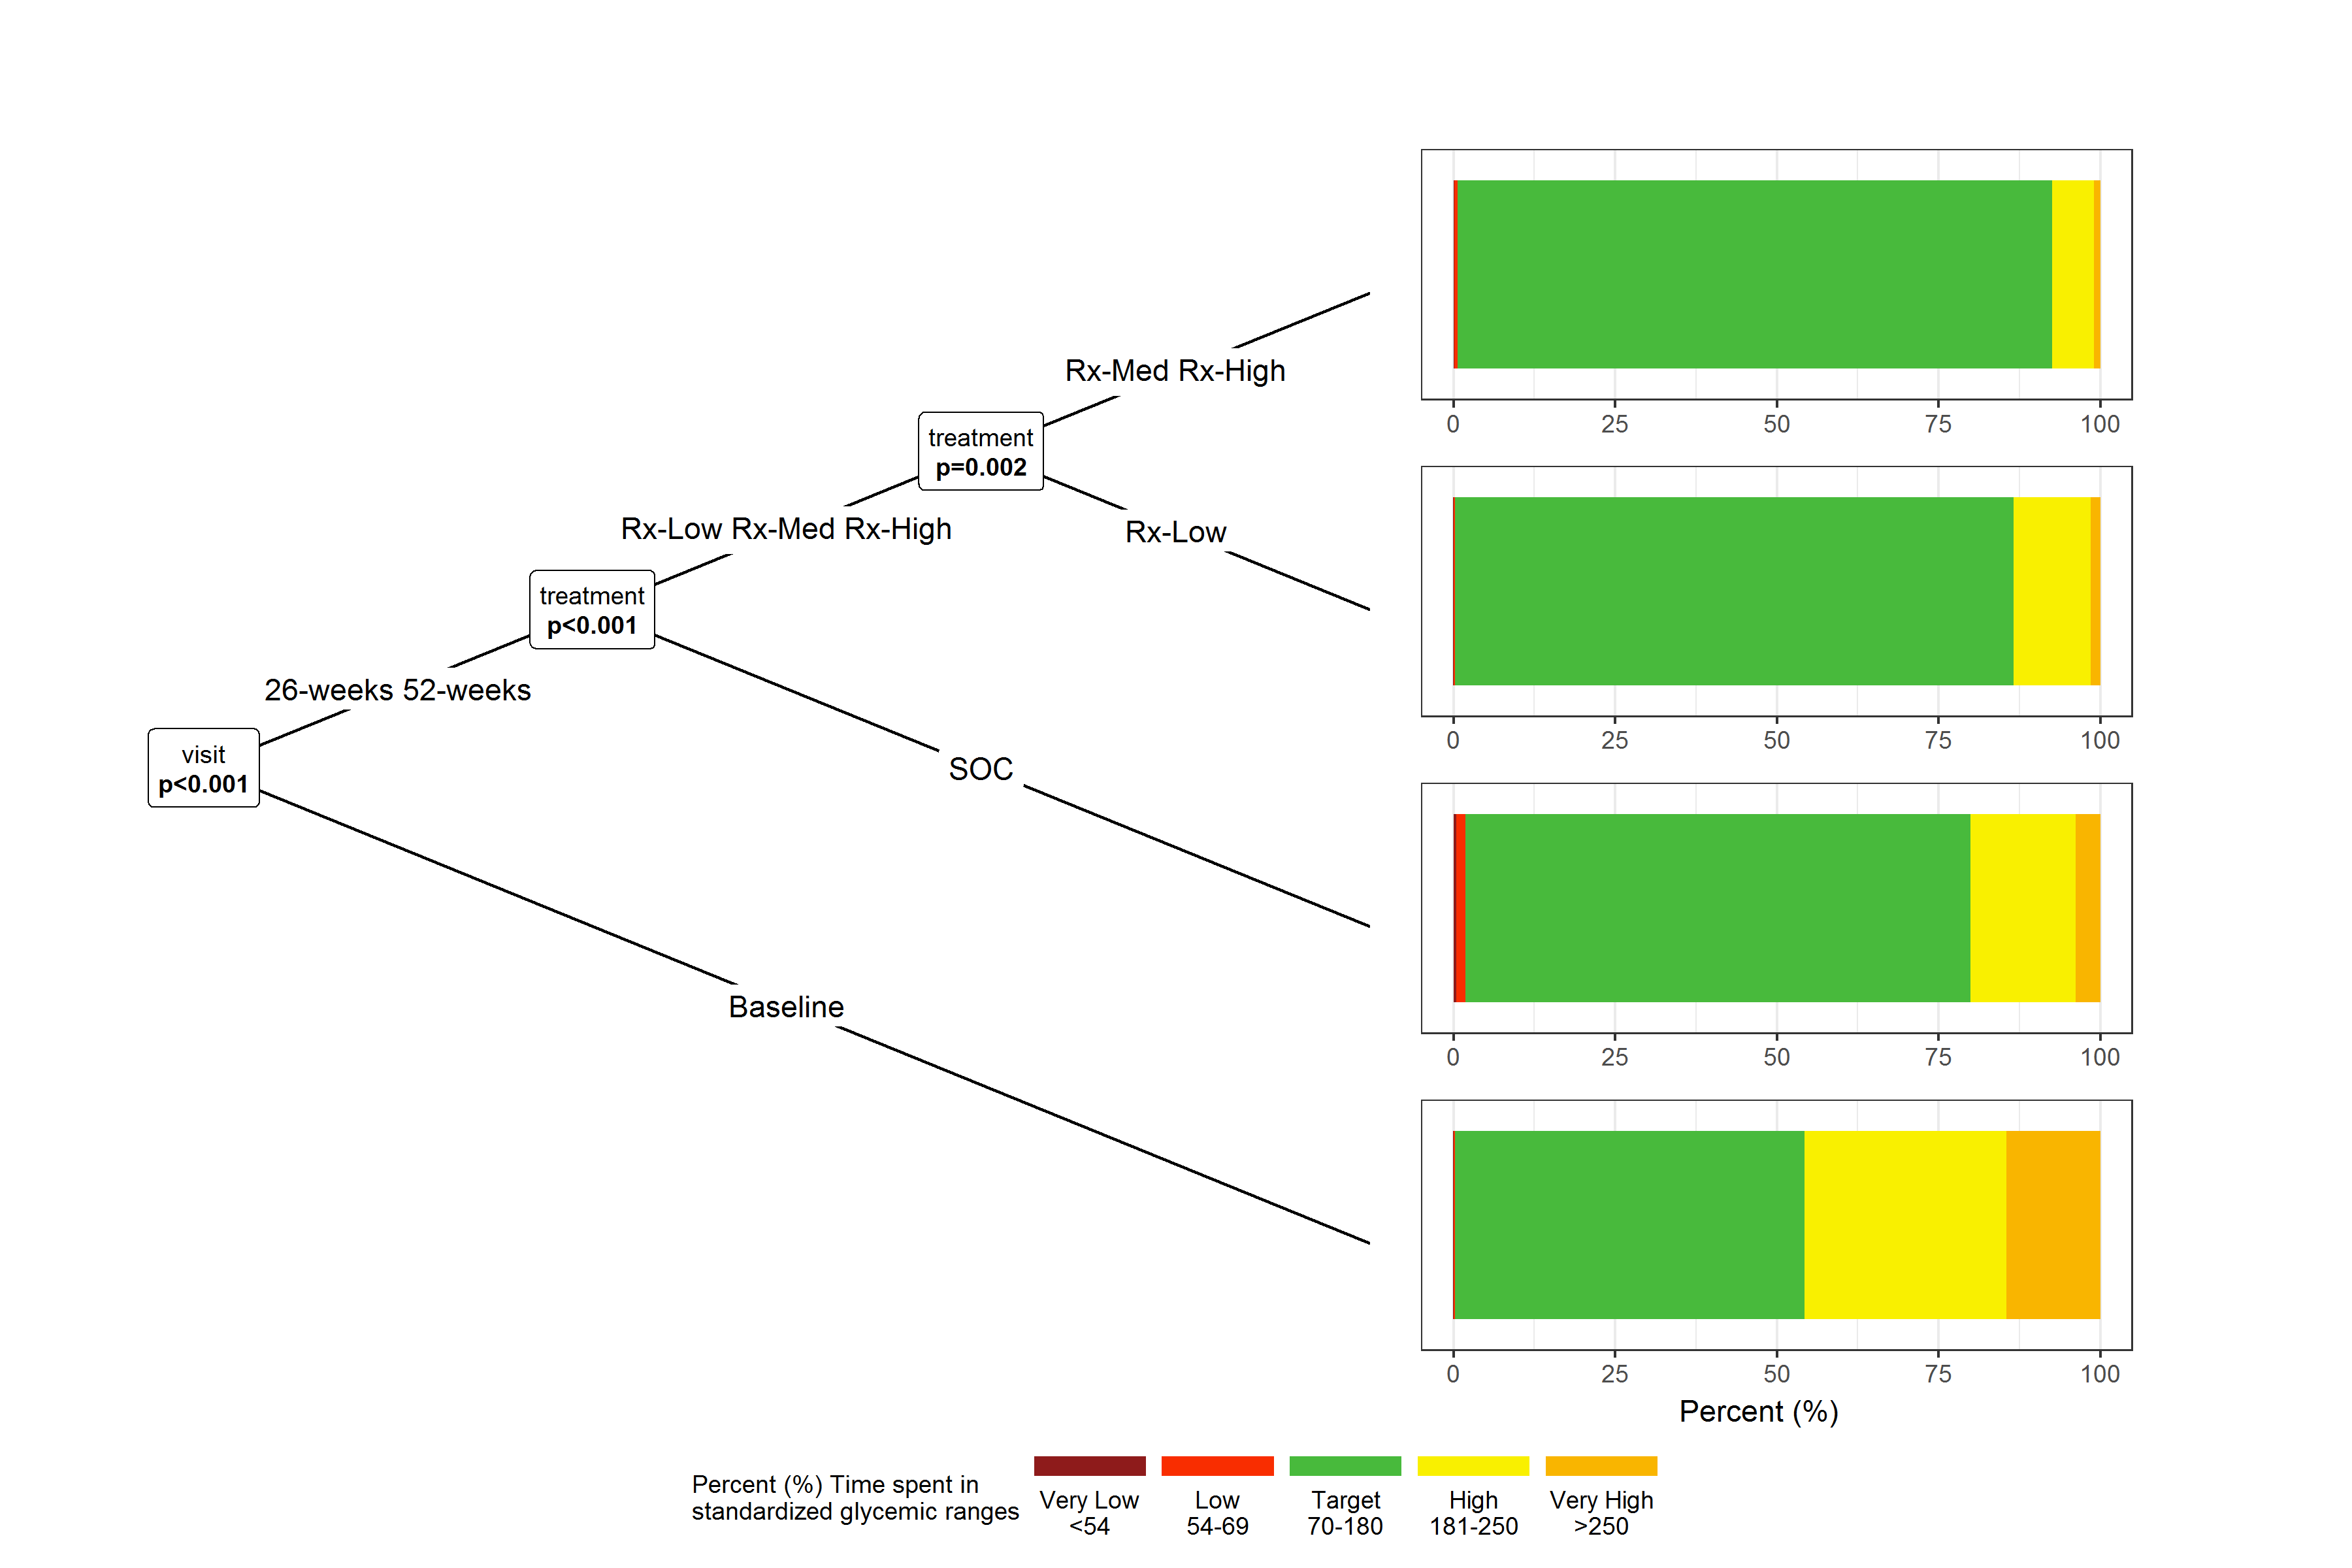 Rx-Med Rx-High
treatment
p=0.002
Rx-Low Rx-Med Rx-High
Rx-Low
treatment
p<0.001
26-weeks 52-weeks
visit
p<0.001
SOC
Baseline
0 25 50 75 100
0 25 50 75 100
0 25 50 75 100
0 25 50 75 100
Percent (%)
Percent (%) Time spent in
standardized glycemic ranges
Very Low
<54
Low
54-69
Target
70-180
High
181-250
Very High
>250